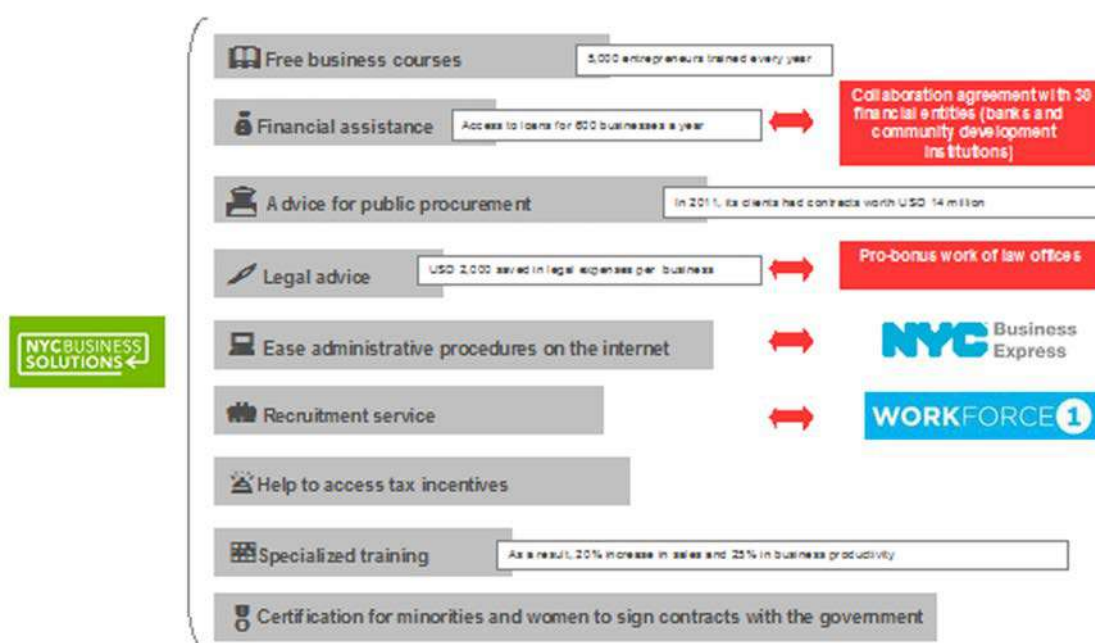 Free business courses
5,000 entrepreneurs trained every year
Collaboration agreement with 30
financial entities (banks and
community development
institutions)
Financial assistance
Access to loans for 600 businesses a year
Advice for public procurement
In 2011, its clients had contracts worth USD 14 million
Pro-bonus work of law offices
Legal advice
USD 2,000 saved in legal expenses per business
NYC BUSINESS
SOLUTIONS
Ease administrative procedures on the internet
NYC Business
Express
Recruitment service
WORKFORCE 1
Help to access tax incentives
Specialized training
As a result, 20% increase in sales and 25% in business productivity
Certification for minorities and women to sign contracts with the government